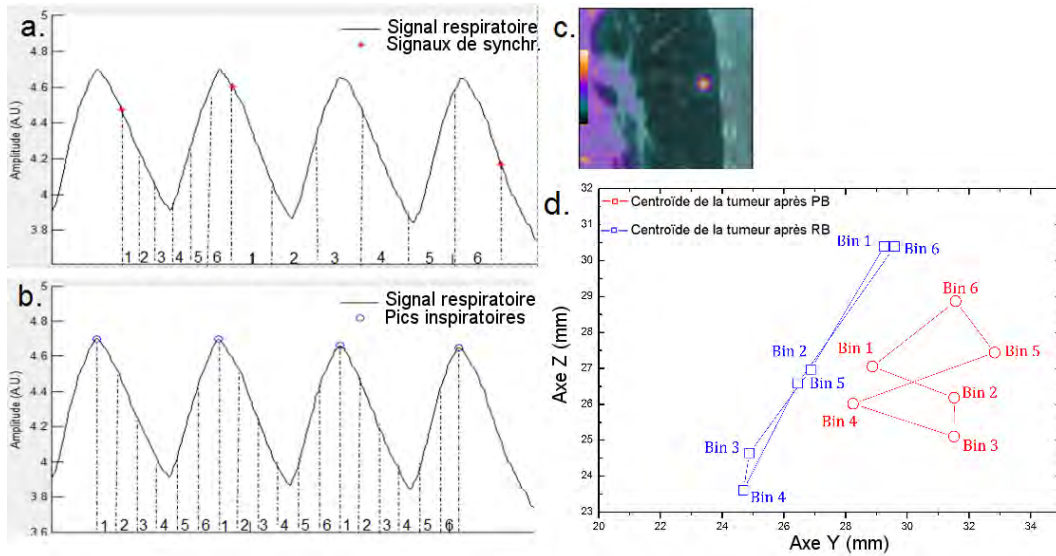 a.
Signal respiratoire
Signaux de synchr.
5
4.8
4.6
4.4
4.2
4
3.8
Amplitude (A.U.)
1 2 3 4 5 6 1 2 3 4 5 6
b.
Signal respiratoire
Pics inspiratoires
5
4.8
4.6
4.4
4.2
4
3.8
3.6
Amplitude (A.U.)
1 2 3 4 5 6 1 2 3 4 5 6 1 2 3 4 5 6
c.
d.
Centroïde de la tumeur après PB
Centroïde de la tumeur après RB
Bin 1
Bin 6
Bin 6
Bin 1
Bin 5
Bin 2
Bin 5
Bin 2
Bin 4
Bin 3
Bin 3
Bin 4
32
31
30
29
28
27
26
25
24
23
Axe Z (mm)
20 22 24 26 28 30 32 34
Axe Y (mm)